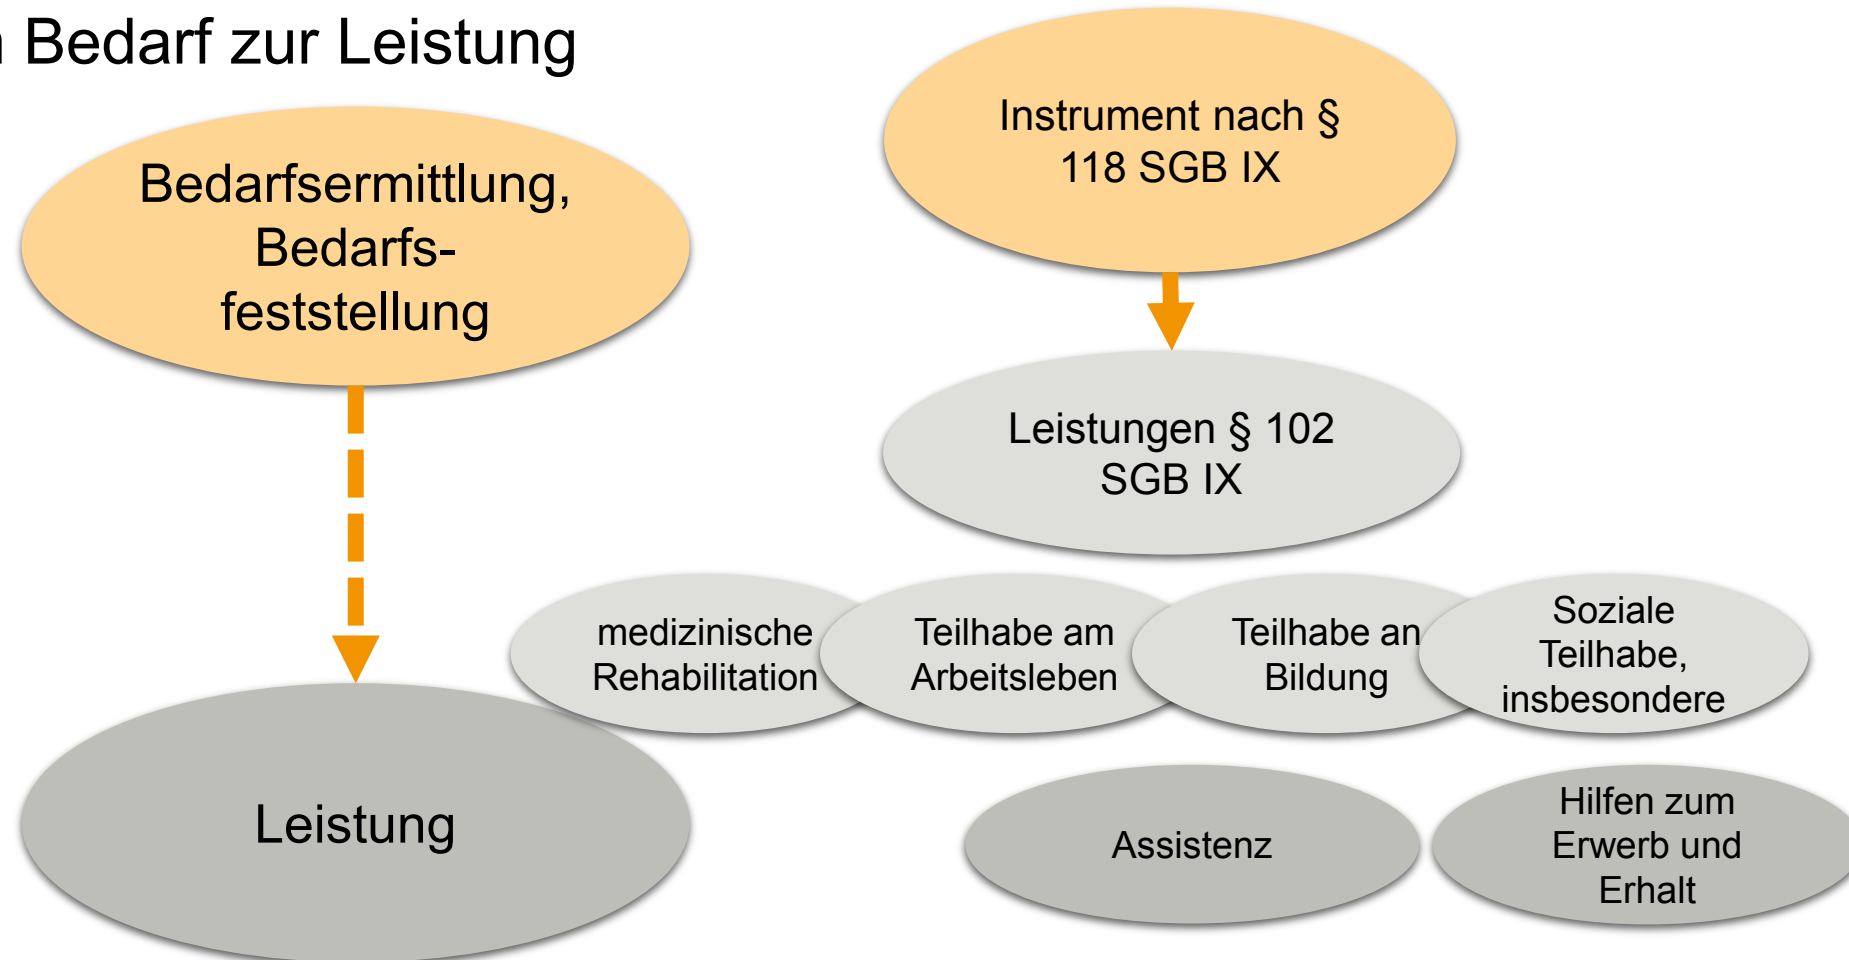 Bedarf zur Leistung
Bedarfsermittlung,
Bedarfs-
feststellung
Leistung
Instrument nach §
118 SGB IX
Leistungen § 102
SGB IX
medizinische
Rehabilitation
Teilhabe am
Arbeitsleben
Teilhabe an
Bildung
Soziale
Teilhabe,
insbesondere
Assistenz
Hilfen zum
Erwerb und
Erhalt